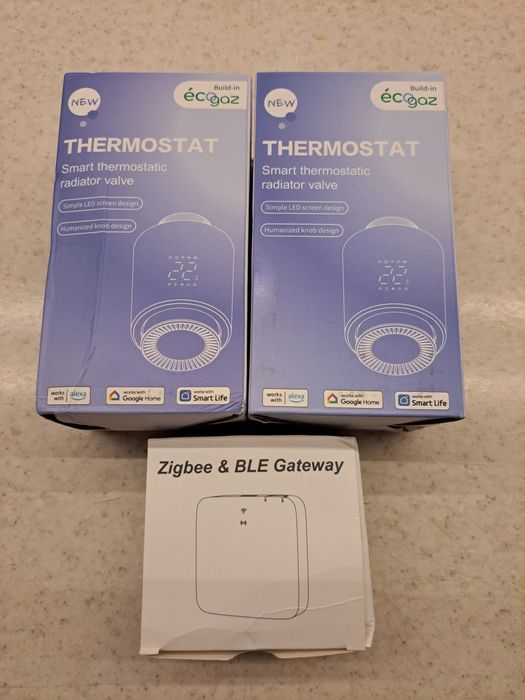 NEW
Build-in
écogaz
THERMOSTAT
Smart thermostatic
radiator valve
Simple LED screen design
Humanized knob design
22
works with alexa
works with Google Home
works with Smart Life
NEW
Build-in
écogaz
THERMOSTAT
Smart thermostatic
radiator valve
Simple LED screen design
Humanized knob design
22
works with alexa
works with Google Home
works with Smart Life
Zigbee & BLE Gateway